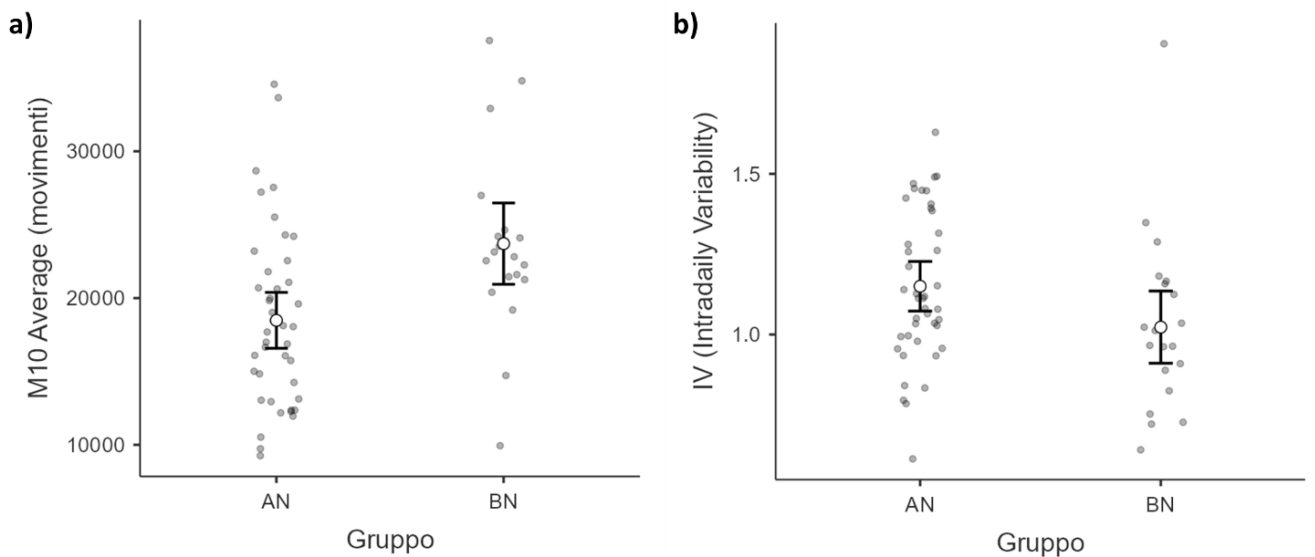 a)
M10 Average (movimenti)
30000
20000
10000
AN
BN
Gruppo
b)
IV (Intradaily Variability)
1.5
1.0
AN
BN
Gruppo